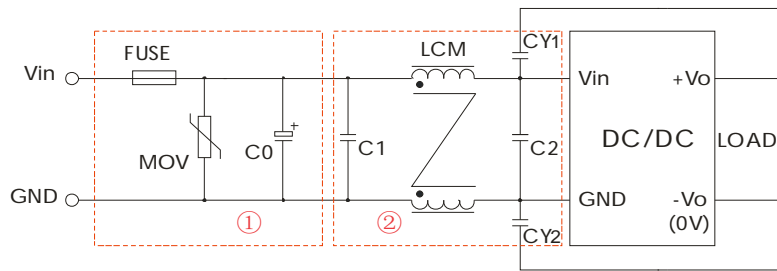 FUSE
LCM
CY1
Vin
Vin
+Vo
MOV
C0
+
C1
C2
DC/DC
LOAD
GND
GND
-Vo
(0V)
①
②
CY2